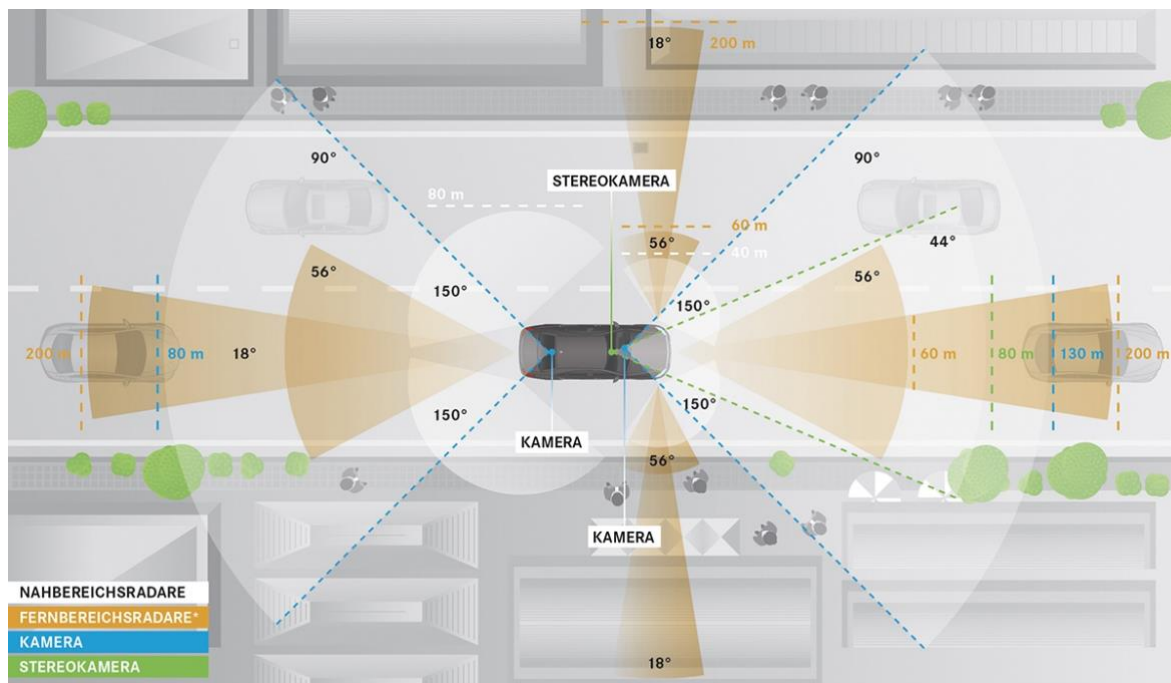 18°
200 m
90°
90°
STEREOKAMERA
80 m
60 m
56°
40 m
44°
56°
56°
150°
150°
200 m
80 m
18°
60 m
80 m
130 m
200 m
150°
150°
KAMERA
56°
KAMERA
NAHBEREICHSRADARE
FERNBEREICHSRADARE*
KAMERA
STEREOKAMERA
18°